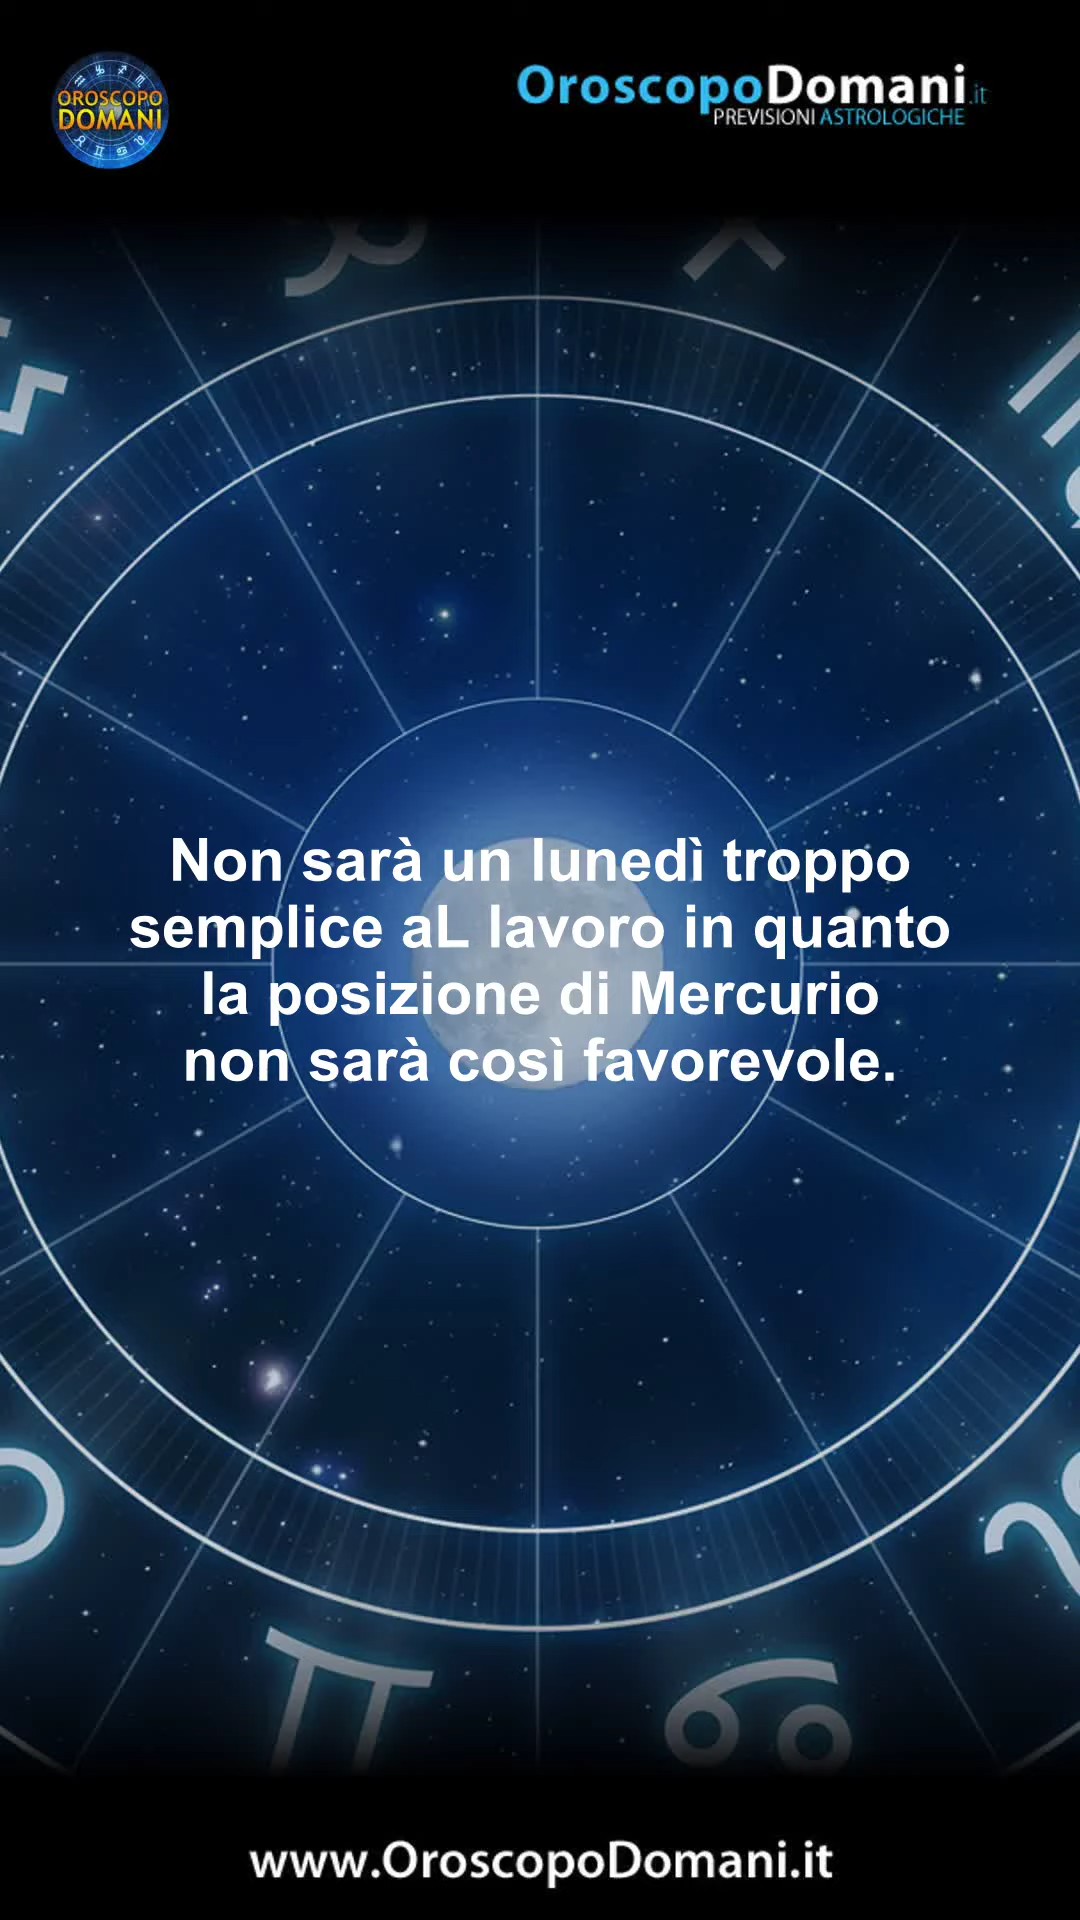 OROSCOPO
DOMANI
OroscopoDomani.it
PREVISIONI ASTROLOGICHE
Non sarà un lunedì troppo
semplice aL lavoro in quanto
la posizione di Mercurio
non sarà così favorevole.
www.OroscopoDomani.it